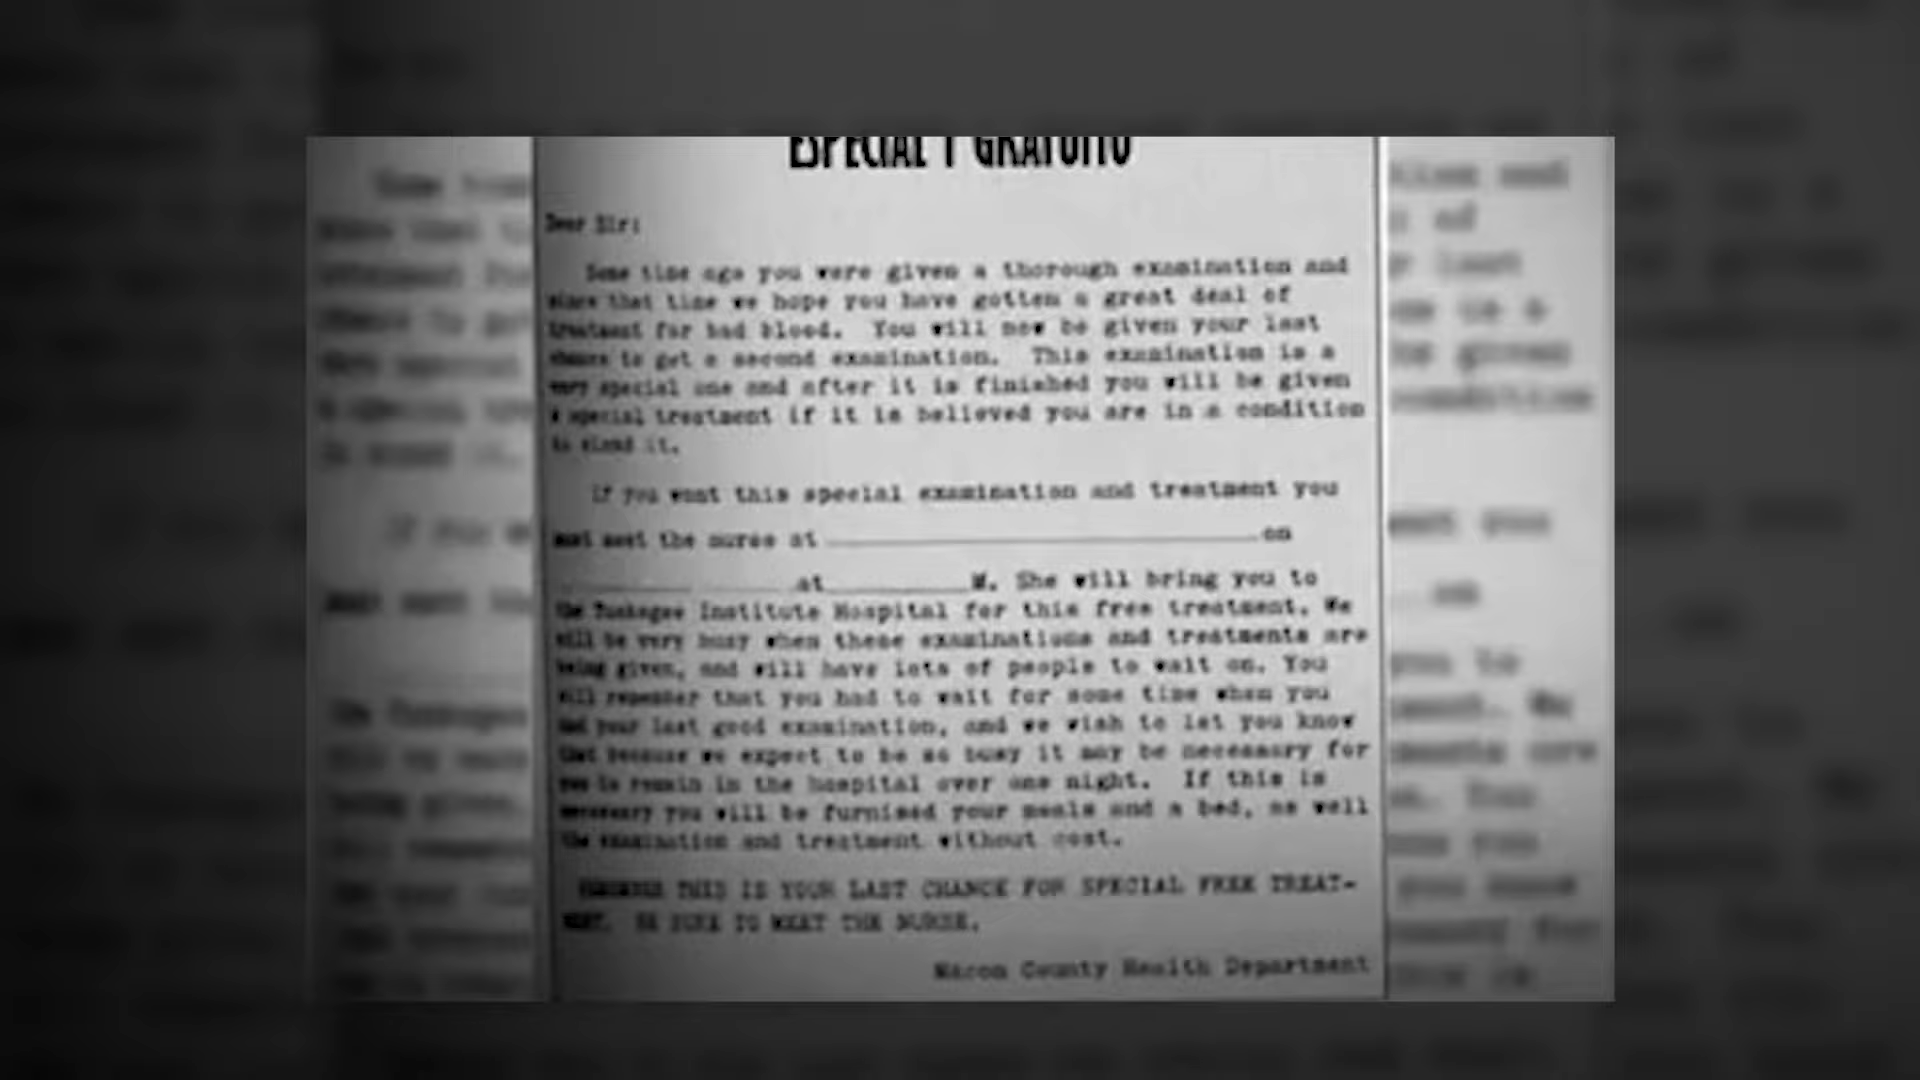 ESPECIAL Y GRATUITO
Dear Sir:
Some time ago you were given a thorough examination and
since that time we hope you have gotten a great deal of
treatment for bad blood. You will now be given your last
chance to get a second examination. This examination is a
very special one and after it is finished you will be given
a special treatment if it is believed you are in a condition
to stand it.
If you want this special examination and treatment you
must meet the nurse at on
at M. She will bring you to
the Tuskegee Institute Hospital for this free treatment. We
will be very busy when these examinations and treatments are
being given, and will have lots of people to wait on. You
will remember that you had to wait for some time when you
had your last good examination, and we wish to let you know
that because we expect to be so busy it may be necessary for
you to remain in the hospital over one night. If this is
necessary you will be furnised your meals and a bed, as well
the examination and treatment without cost.
REMEMBER THIS IS YOUR LAST CHANCE FOR SPECIAL FREE TREAT-
MENT. BE SURE TO MEET THE NURSE.
Macon County Health Department